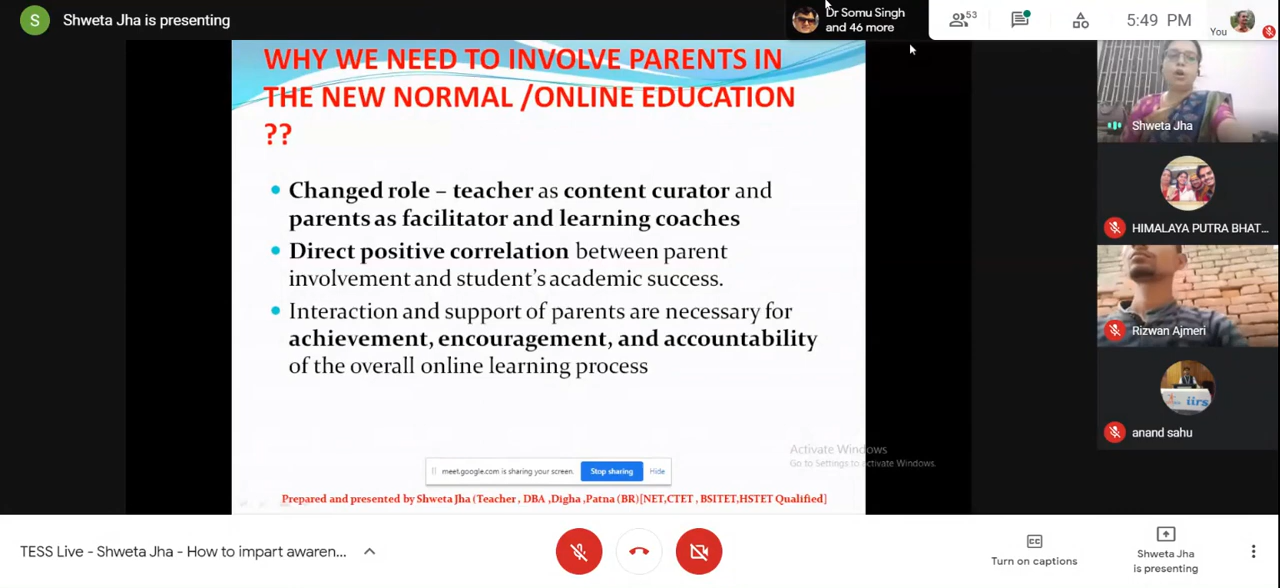 S
Shweta Jha is presenting
Dr Somu Singh
and 46 more
53
5:49 PM
You
WHY WE NEED TO INVOLVE PARENTS IN
THE NEW NORMAL /ONLINE EDUCATION
??
Changed role – teacher as content curator and
parents as facilitator and learning coaches
Direct positive correlation between parent
involvement and student's academic success.
Interaction and support of parents are necessary for
achievement, encouragement, and accountability
of the overall online learning process
Shweta Jha
HIMALAYA PUTRA BHAT...
Rizwan Ajmeri
iirs
anand sahu
Activate Windows
Go to Settings to activate Windows.
meet.google.com is sharing your screen.
Stop sharing
Hide
Prepared and presented by Shweta Jha (Teacher , DBA ,Digha ,Patna (BR)[NET,CTET , BSITET,HSTET Qualified]
TESS Live - Shweta Jha - How to impart awaren...
CC
Turn on captions
Shweta Jha
is presenting